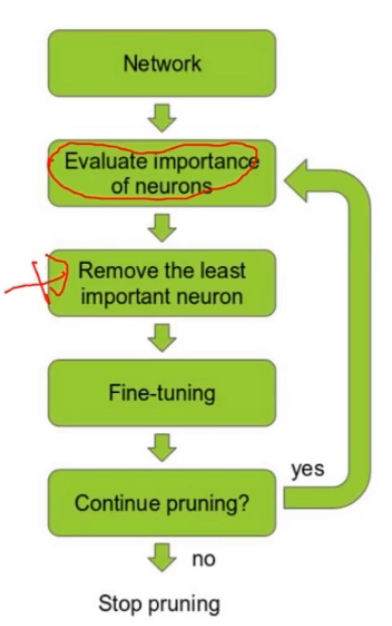 Network
Evaluate importance
of neurons
Remove the least
important neuron
Fine-tuning
yes
Continue pruning?
no
Stop pruning